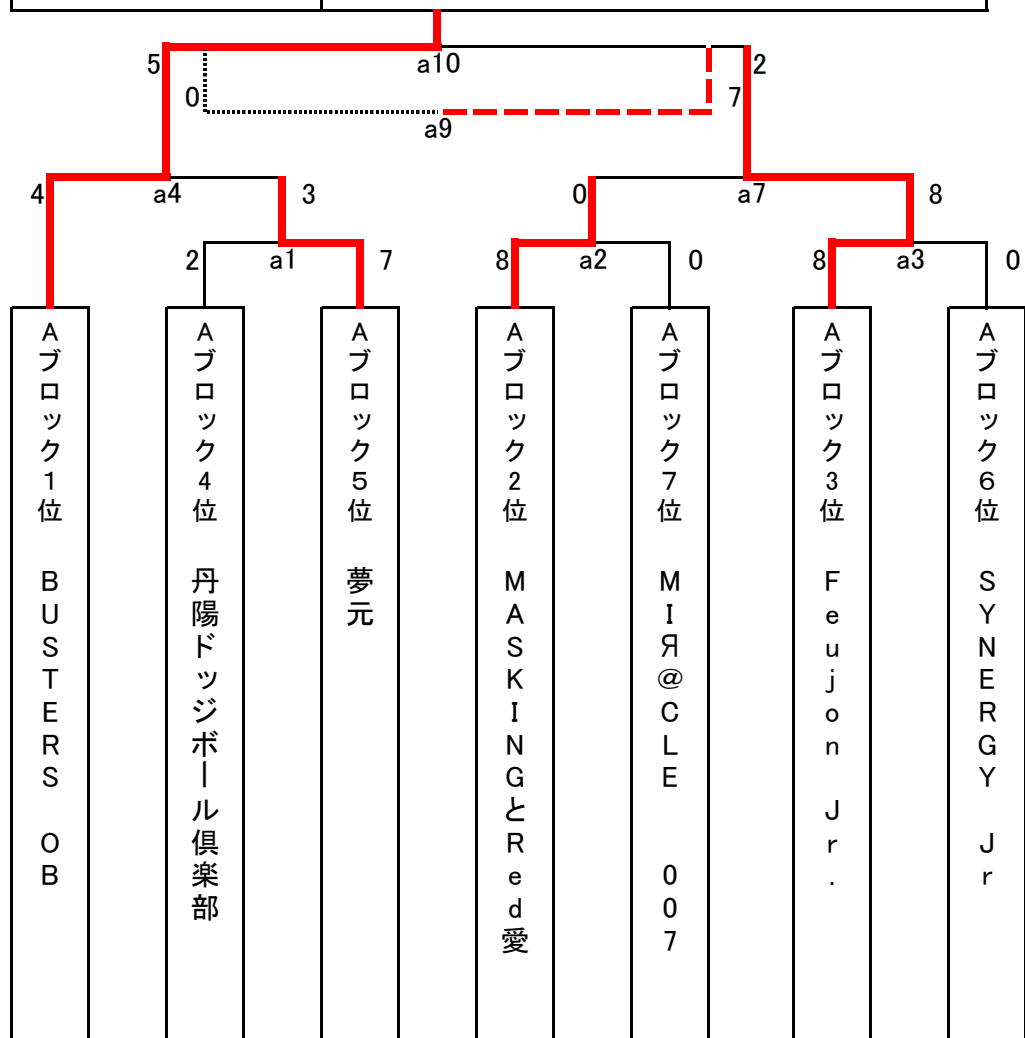 5
a10
2
0
7
a9
4
a4
3
0
a7
8
2
a1
7
8
a2
0
8
a3
0
Aブロック1位 BUSTERS OB
Aブロック4位 丹陽ドッジボール倶楽部
Aブロック5位 夢元
Aブロック2位 MASKINGとRed愛
Aブロック7位 MIЯ@CLE 007
Aブロック3位 Feujon Jr.
Aブロック6位 SYNERGY Jr